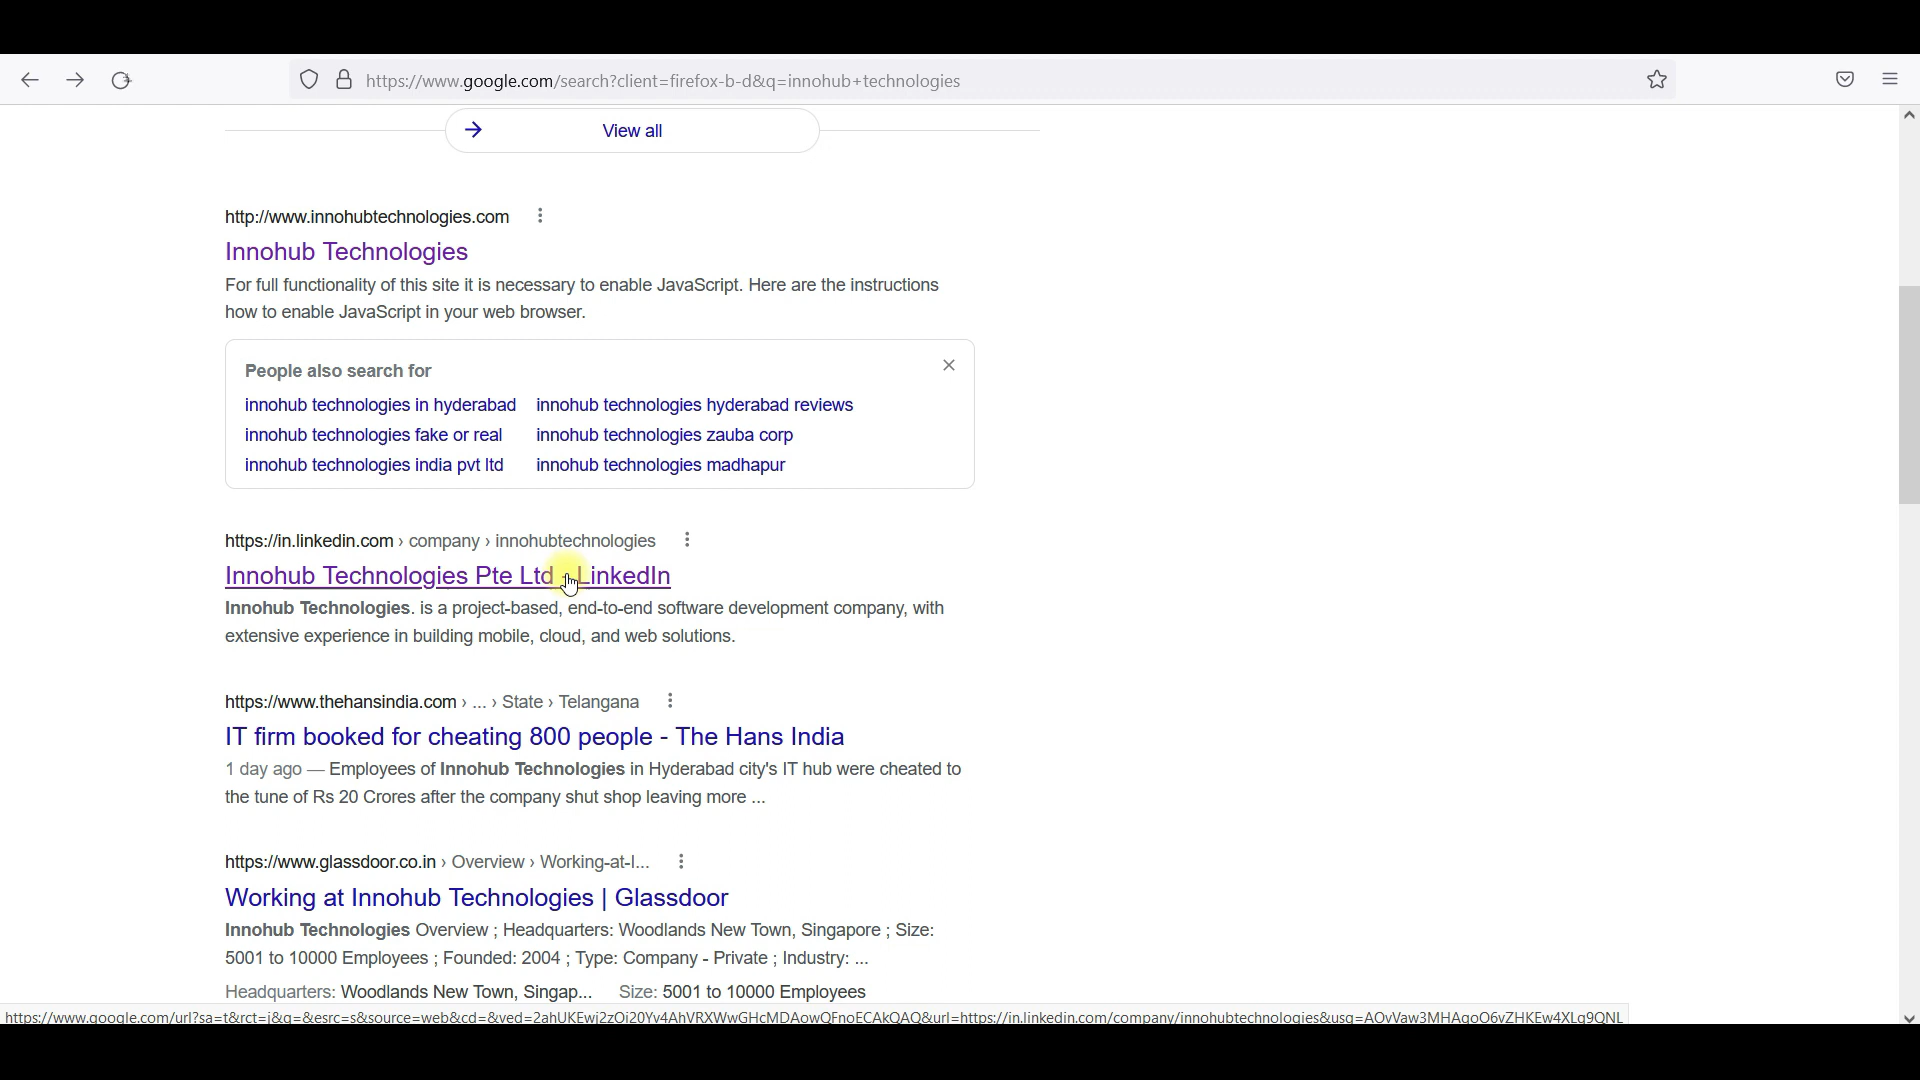 https://www.google.com/search?client=firefox-b-d&q=innohub+technologies
View all
http://www.innohubtechnologies.com
Innohub Technologies
For full functionality of this site it is necessary to enable JavaScript. Here are the instructions
how to enable JavaScript in your web browser.
People also search for
innohub technologies in hyderabad innohub technologies hyderabad reviews
innohub technologies fake or real innohub technologies zauba corp
innohub technologies india pvt ltd innohub technologies madhapur
https://in.linkedin.com › company › innohubtechnologies
Innohub Technologies Pte Ltd - LinkedIn
Innohub Technologies. is a project-based, end-to-end software development company, with
extensive experience in building mobile, cloud, and web solutions.
https://www.thehansindia.com › ... › State › Telangana
IT firm booked for cheating 800 people - The Hans India
1 day ago — Employees of Innohub Technologies in Hyderabad city's IT hub were cheated to
the tune of Rs 20 Crores after the company shut shop leaving more ...
https://www.glassdoor.co.in › Overview › Working-at-I...
Working at Innohub Technologies | Glassdoor
Innohub Technologies Overview ; Headquarters: Woodlands New Town, Singapore ; Size:
5001 to 10000 Employees ; Founded: 2004 ; Type: Company - Private ; Industry: ...
Headquarters: Woodlands New Town, Singap... Size: 5001 to 10000 Employees
https://www.google.com/url?sa=t&rct=j&q=&esrc=s&source=web&cd=&ved=2ahUKEwj2zOi20Yv4AhVRXWwGHcMDAowQFnoECAkQAQ&url=https://in.linkedin.com/company/innohubtechnologies&usg=AOvVaw3MHAgoO6vZHKEw4XLg9QNL